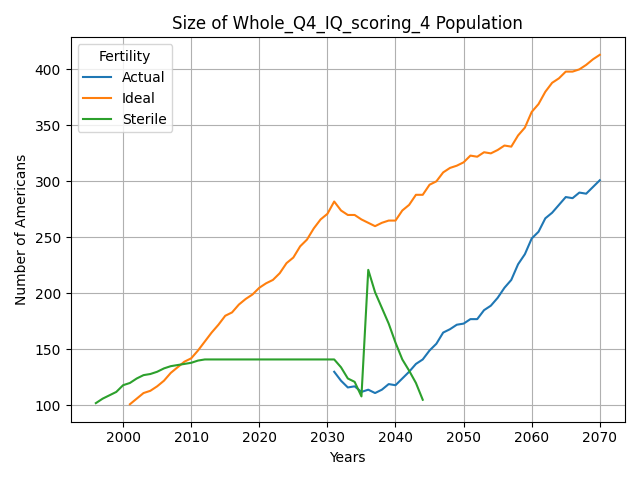 Size of Whole_Q4_IQ_scoring_4 Population
Fertility
Actual
Ideal
Sterile
Number of Americans
400
350
300
250
200
150
100
2000 2010 2020 2030 2040 2050 2060 2070
Years